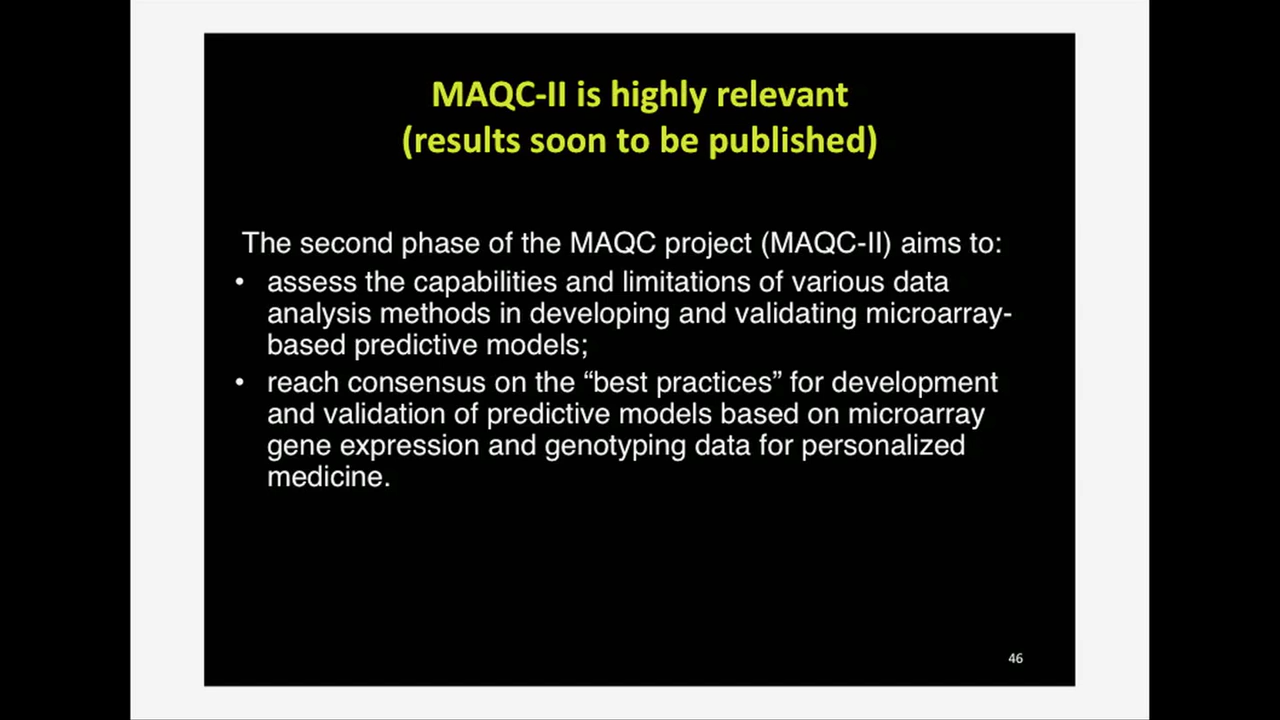 MAQC-II is highly relevant
(results soon to be published)
The second phase of the MAQC project (MAQC-II) aims to:
• assess the capabilities and limitations of various data
analysis methods in developing and validating microarray-
based predictive models;
• reach consensus on the “best practices” for development
and validation of predictive models based on microarray
gene expression and genotyping data for personalized
medicine.
46